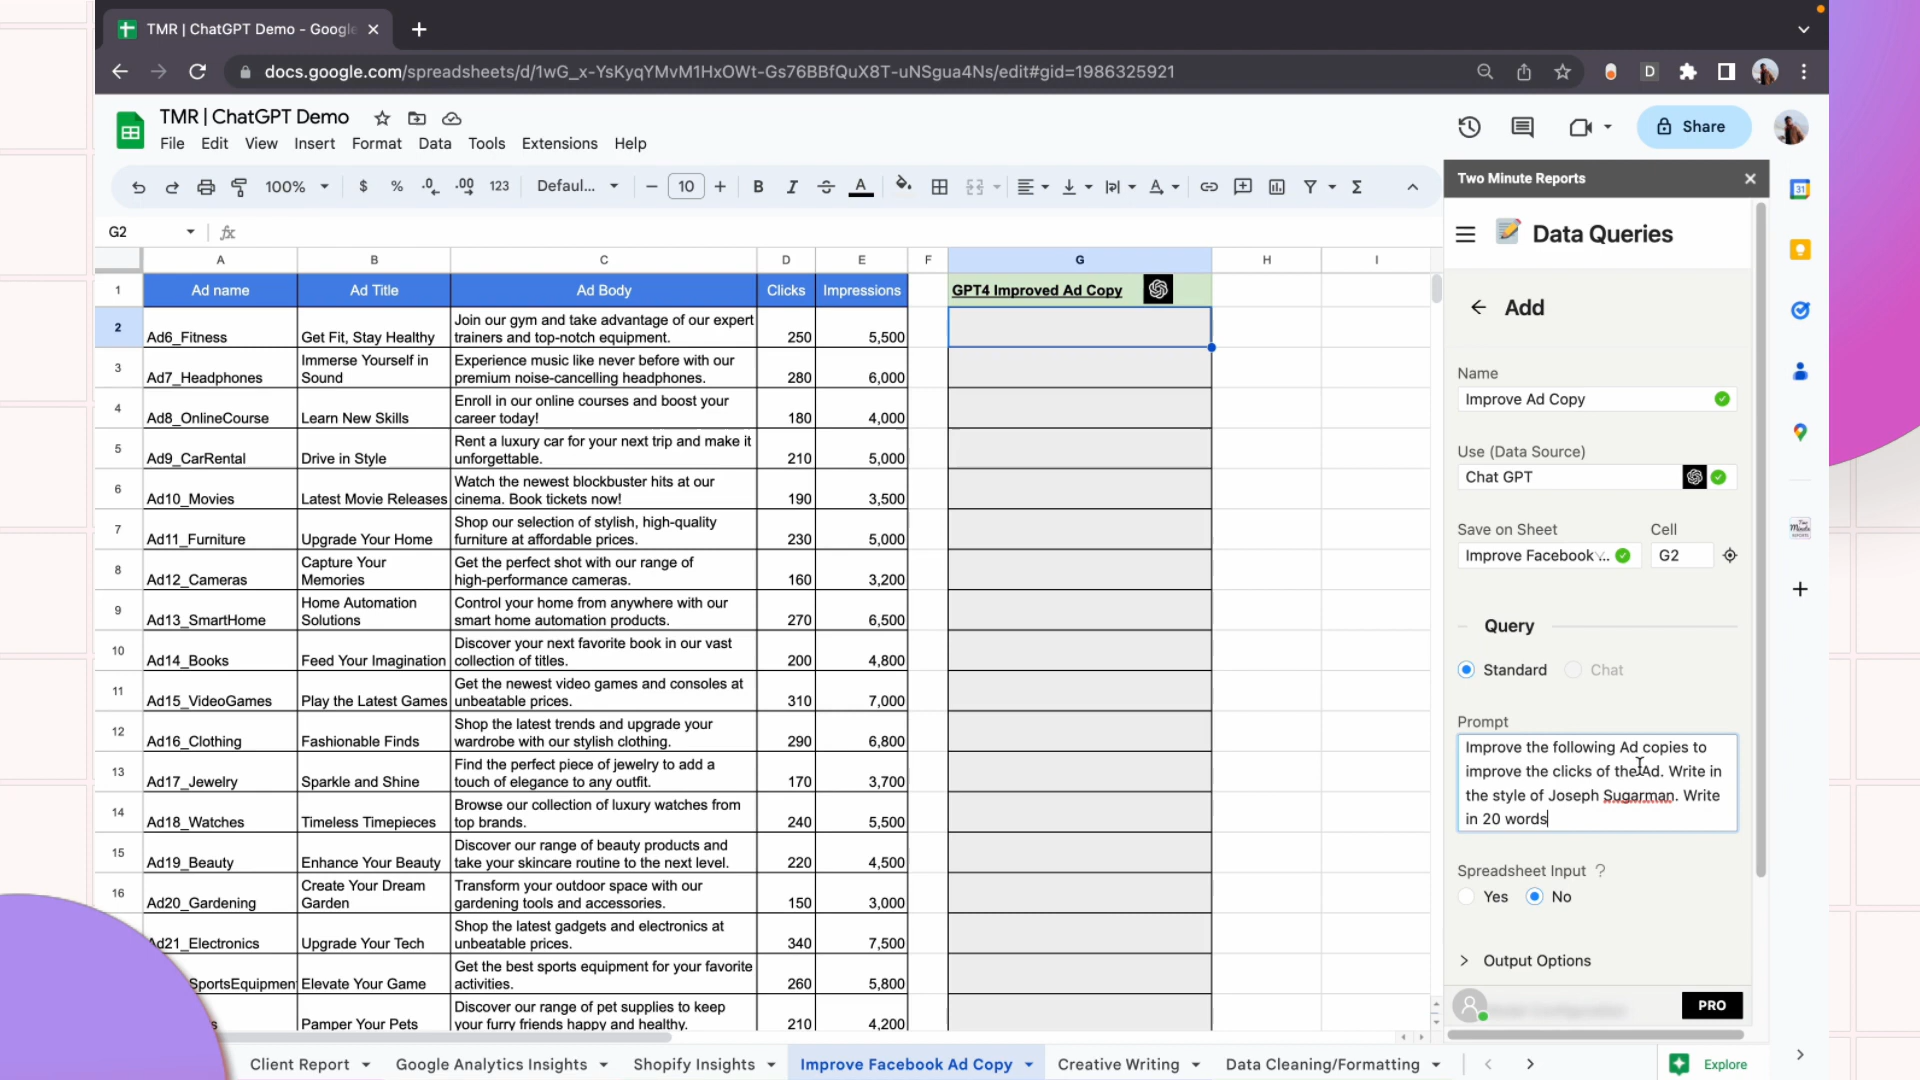 TMR | ChatGPT Demo - Google
docs.google.com/spreadsheets/d/1wG_x-YsKyqYMvM1HxOWt-Gs76BBfQuX8T-uNSgua4Ns/edit#gid=1986325921
TMR | ChatGPT Demo
File Edit View Insert Format Data Tools Extensions Help
Share
100% $ % .0 .00 123 Defaul... 10 B I A
Two Minute Reports
G2 fx
A B C D E F G H I
1 Ad name Ad Title Ad Body Clicks Impressions GPT4 Improved Ad Copy
2 Ad6_Fitness Get Fit, Stay Healthy Join our gym and take advantage of our expert
trainers and top-notch equipment. 250 5,500
3 Ad7_Headphones Immerse Yourself in
Sound Experience music like never before with our
premium noise-cancelling headphones. 280 6,000
4 Ad8_OnlineCourse Learn New Skills Enroll in our online courses and boost your
career today! 180 4,000
5 Ad9_CarRental Drive in Style Rent a luxury car for your next trip and make it
unforgettable. 210 5,000
6 Ad10_Movies Latest Movie Releases Watch the newest blockbuster hits at our
cinema. Book tickets now! 190 3,500
7 Ad11_Furniture Upgrade Your Home Shop our selection of stylish, high-quality
furniture at affordable prices. 230 5,000
8 Ad12_Cameras Capture Your
Memories Get the perfect shot with our range of
high-performance cameras. 160 3,200
9 Ad13_SmartHome Home Automation
Solutions Control your home from anywhere with our
smart home automation products. 270 6,500
10 Ad14_Books Feed Your Imagination Discover your next favorite book in our vast
collection of titles. 200 4,800
11 Ad15_VideoGames Play the Latest Games Get the newest video games and consoles at
unbeatable prices. 310 7,000
12 Ad16_Clothing Fashionable Finds Shop the latest trends and upgrade your
wardrobe with our stylish clothing. 290 6,800
13 Ad17_Jewelry Sparkle and Shine Find the perfect piece of jewelry to add a
touch of elegance to any outfit. 170 3,700
14 Ad18_Watches Timeless Timepieces Browse our collection of luxury watches from
top brands. 240 5,500
15 Ad19_Beauty Enhance Your Beauty Discover our range of beauty products and
take your skincare routine to the next level. 220 4,500
16 Ad20_Gardening Create Your Dream
Garden Transform your outdoor space with our
gardening tools and accessories. 150 3,000
Ad21_Electronics Upgrade Your Tech Shop the latest gadgets and electronics at
unbeatable prices. 340 7,500
SportsEquipmen Elevate Your Game Get the best sports equipment for your favorite
activities. 260 5,800
Pamper Your Pets Discover our range of pet supplies to keep
your furry friends happy and healthy. 210 4,200
Data Queries
Add
Name
Improve Ad Copy
Use (Data Source)
Chat GPT
Save on Sheet Cell
Improve Facebook ... G2
Query
Standard Chat
Prompt
Improve the following Ad copies to
improve the clicks of the Ad. Write in
the style of Joseph Sugarman. Write
in 20 words
Spreadsheet Input ?
Yes No
Output Options
PRO
31
D
Client Report Google Analytics Insights Shopify Insights Improve Facebook Ad Copy Creative Writing Data Cleaning/Formatting Explore